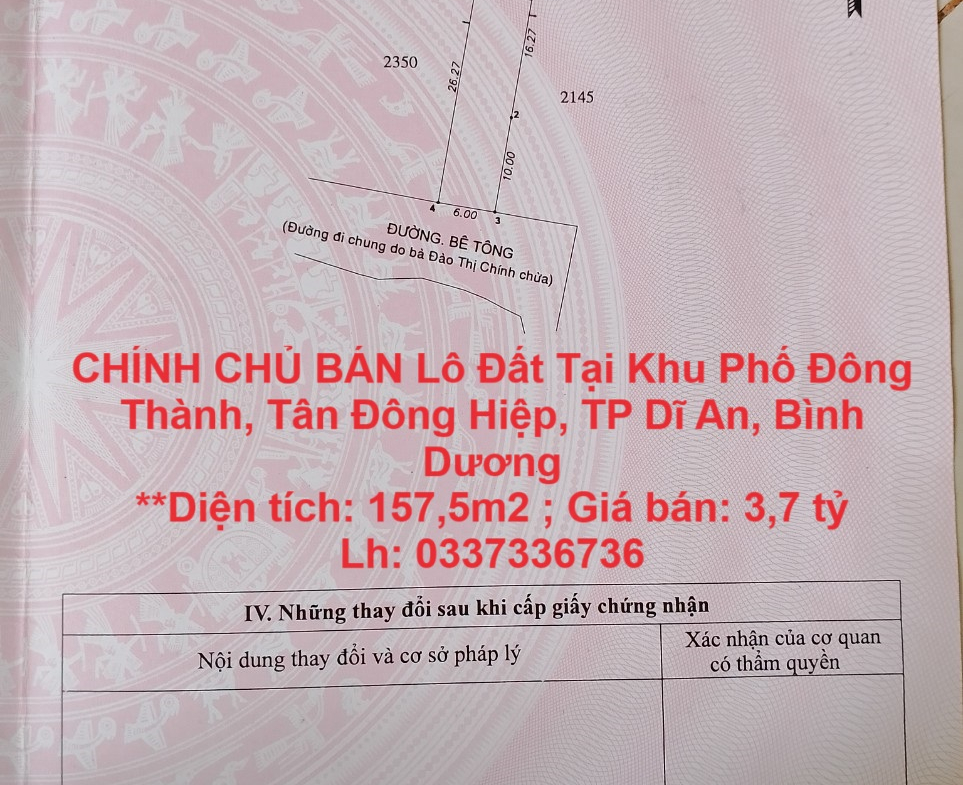 2350
26.27
16.27
2145
2
10.00
4
6.00
3
ĐƯỜNG. BÊ TÔNG
(Đường đi chung do bà Đào Thị Chính chừa)
CHÍNH CHỦ BÁN Lô Đất Tại Khu Phố Đông
Thành, Tân Đông Hiệp, TP Dĩ An, Bình
Dương
**Diện tích: 157,5m2 ; Giá bán: 3,7 tỷ
Lh: 0337336736
IV. Những thay đổi sau khi cấp giấy chứng nhận
Nội dung thay đổi và cơ sở pháp lý
Xác nhận của cơ quan
có thẩm quyền